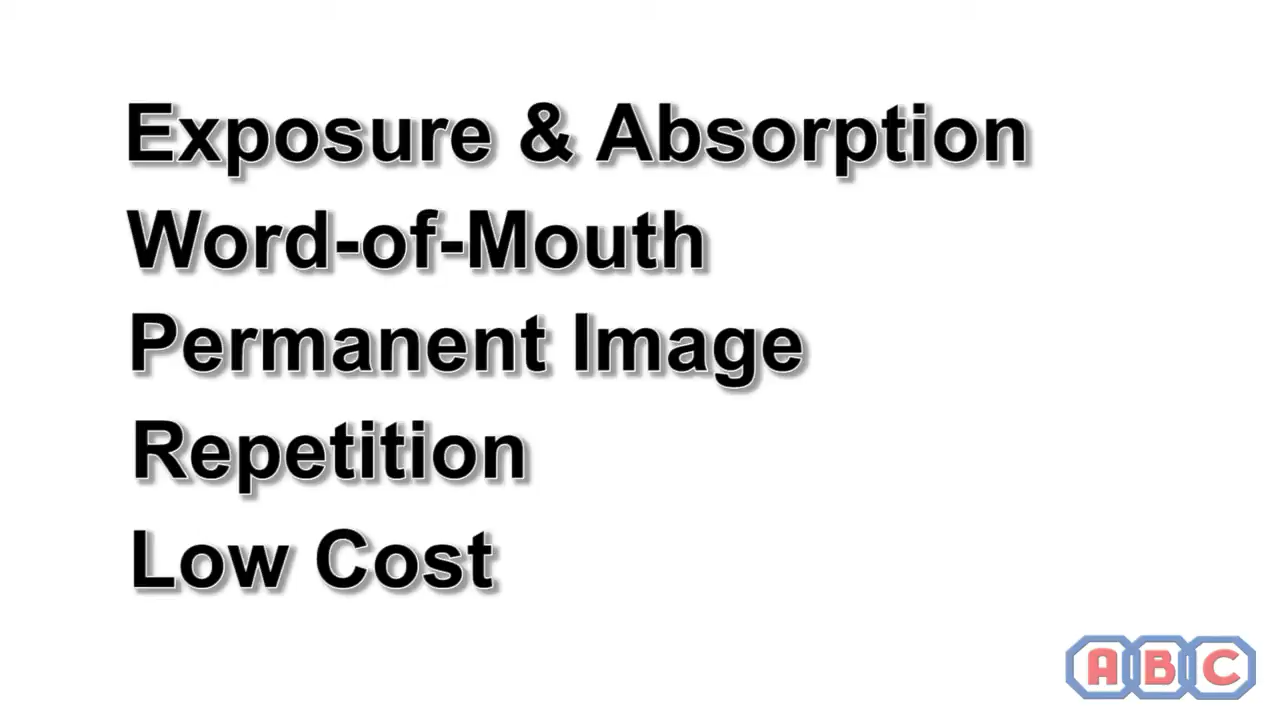 Exposure & Absorption
Word-of-Mouth
Permanent Image
Repetition
Low Cost
ABC